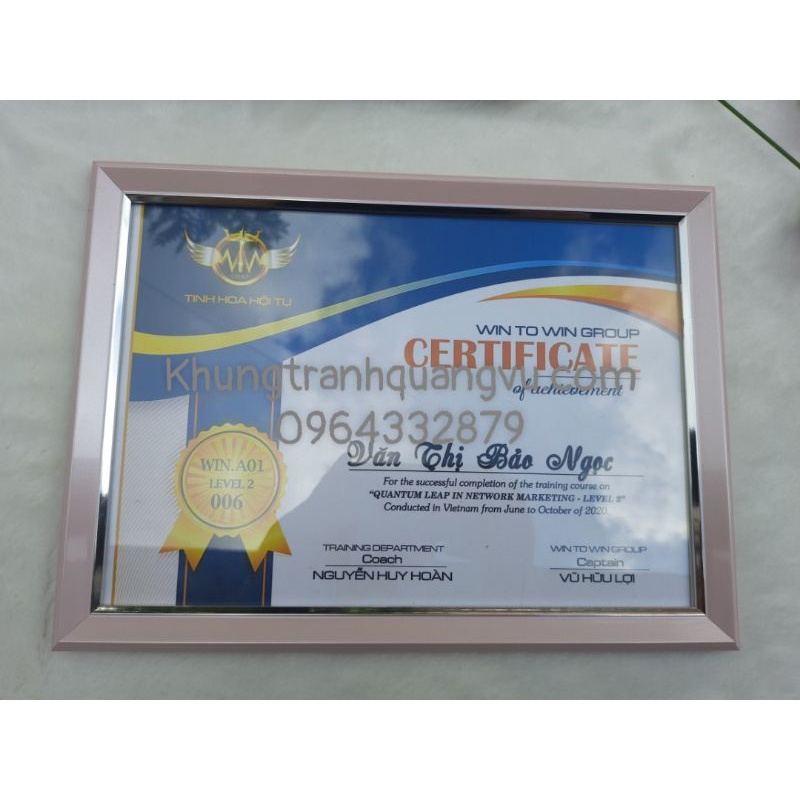 WIN
TINH HOA HỘI TỤ
WIN TO WIN GROUP
CERTIFICATE
of achievement
Khungtranhquangvu.com
0964332879
Văn Thị Bảo Ngọc
For the successful completion of the training course on
"QUANTUM LEAP IN NETWORK MARKETING - LEVEL 2"
Conducted in Vietnam from June to October of 2020.
WIN.A01
LEVEL 2
006
TRAINING DEPARTMENT
Coach
NGUYỄN HUY HOÀN
WIN TO WIN GROUP
Captain
VŨ HỮU LỢI